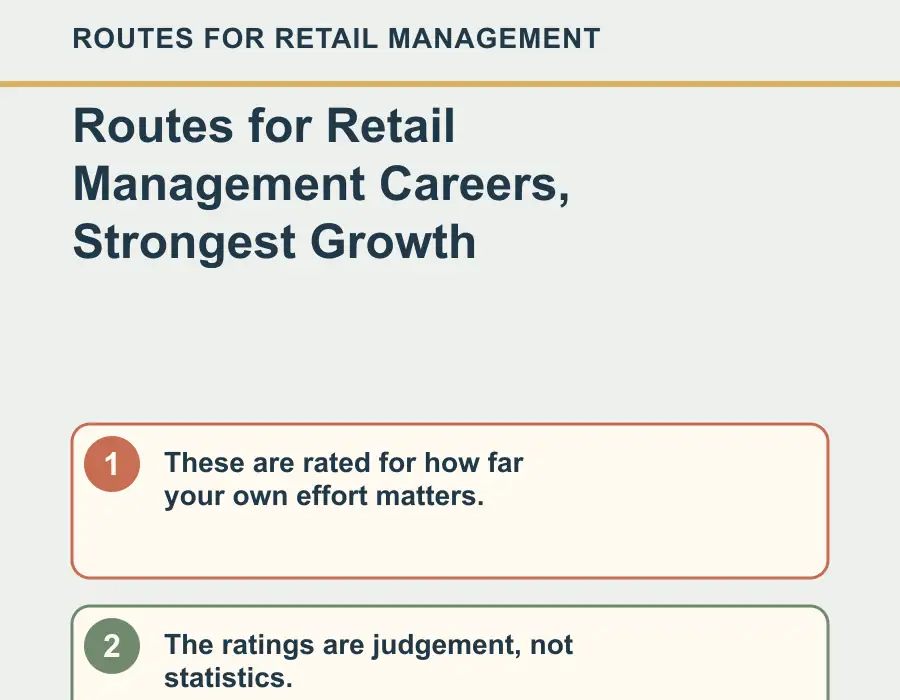 ROUTES FOR RETAIL MANAGEMENT
Routes for Retail
Management Careers,
Strongest Growth
1
These are rated for how far
your own effort matters.
2
The ratings are judgement, not
statistics.